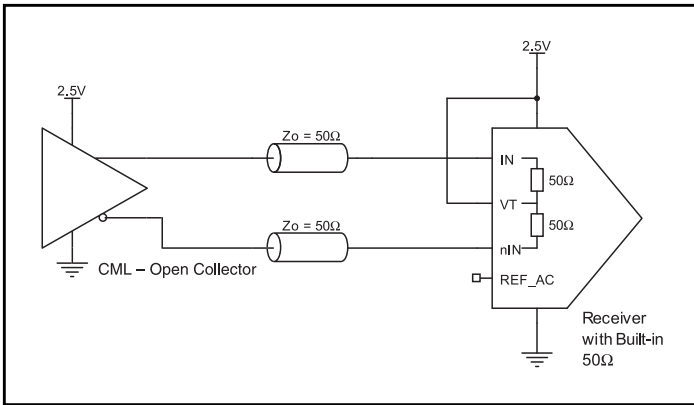 2.5V
2.5V
Zo = 50Ω
IN
50Ω
VT
50Ω
Zo = 50Ω
nIN
CML – Open Collector
REF_AC
Receiver
with Built-in
50Ω